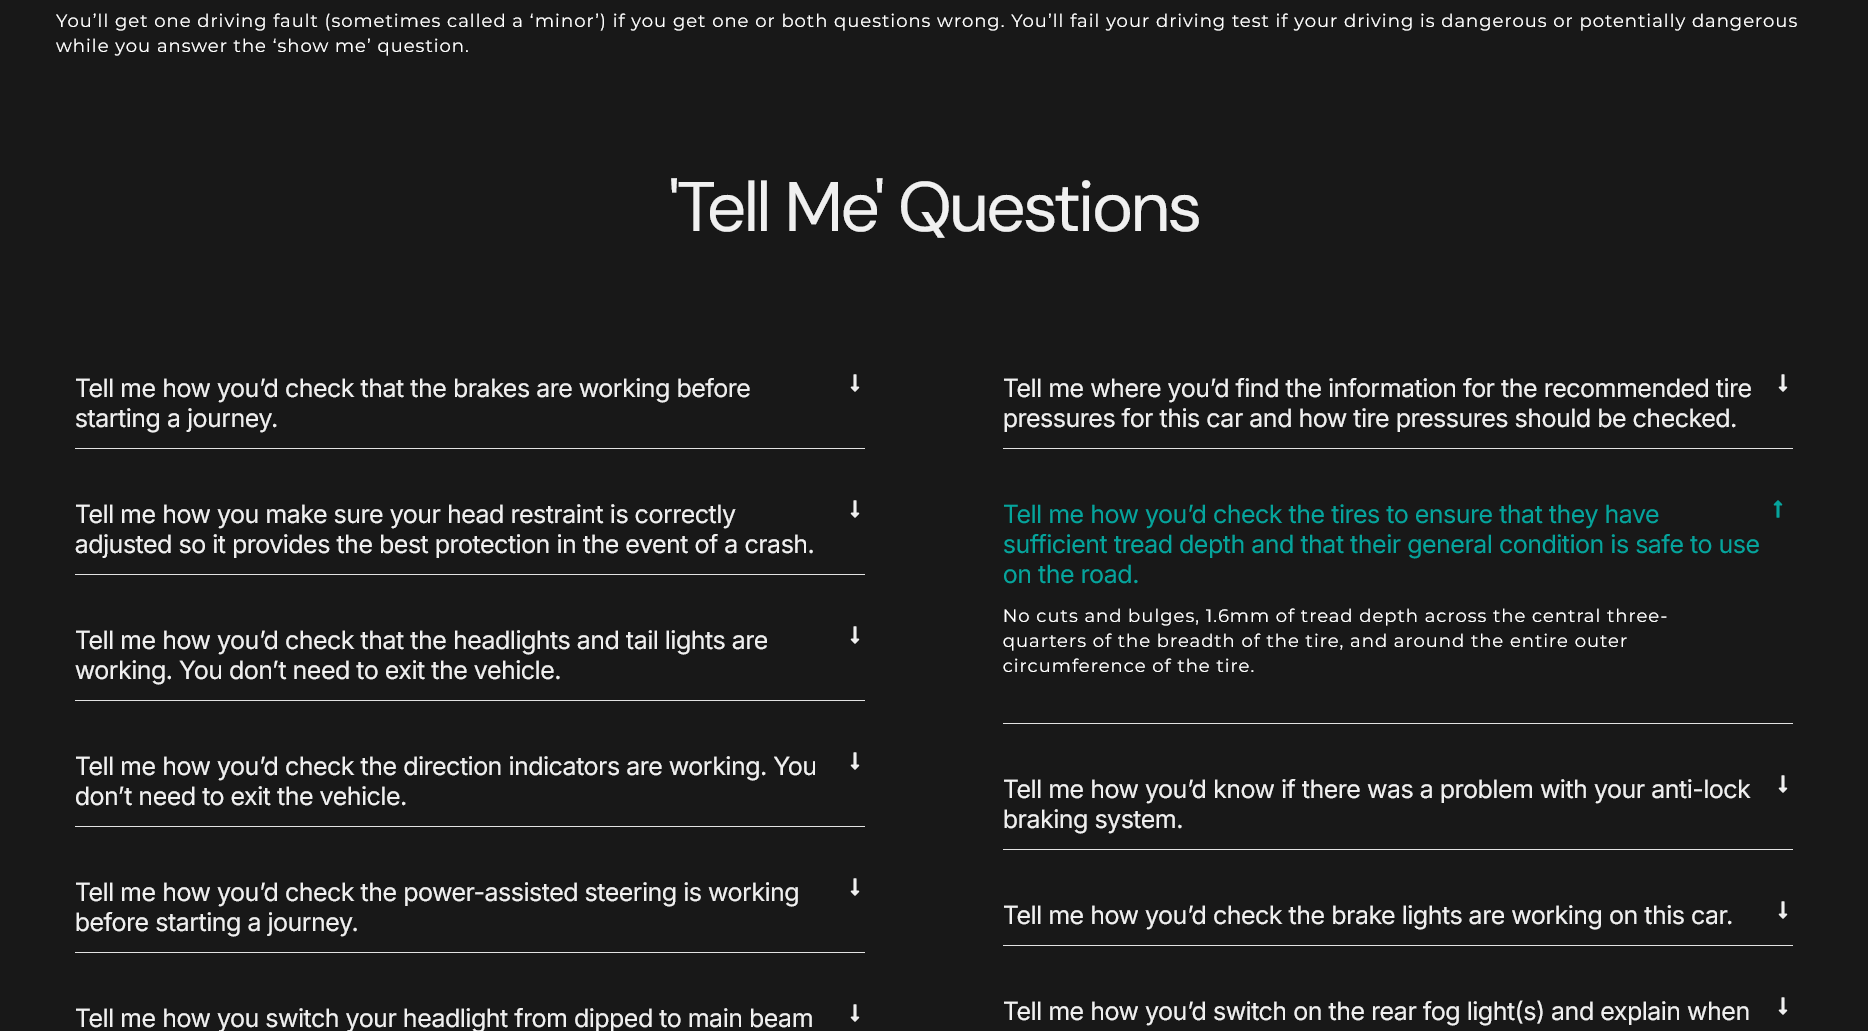 You’ll get one driving fault (sometimes called a ‘minor’) if you get one or both questions wrong. You’ll fail your driving test if your driving is dangerous or potentially dangerous
while you answer the ‘show me’ question.
'Tell Me' Questions
Tell me how you’d check that the brakes are working before
starting a journey.
Tell me how you make sure your head restraint is correctly
adjusted so it provides the best protection in the event of a crash.
Tell me how you’d check that the headlights and tail lights are
working. You don’t need to exit the vehicle.
Tell me how you’d check the direction indicators are working. You
don’t need to exit the vehicle.
Tell me how you’d check the power-assisted steering is working
before starting a journey.
Tell me how you switch your headlight from dipped to main beam
Tell me where you’d find the information for the recommended tire
pressures for this car and how tire pressures should be checked.
Tell me how you’d check the tires to ensure that they have
sufficient tread depth and that their general condition is safe to use
on the road.
No cuts and bulges, 1.6mm of tread depth across the central three-
quarters of the breadth of the tire, and around the entire outer
circumference of the tire.
Tell me how you’d know if there was a problem with your anti-lock
braking system.
Tell me how you’d check the brake lights are working on this car.
Tell me how you’d switch on the rear fog light(s) and explain when